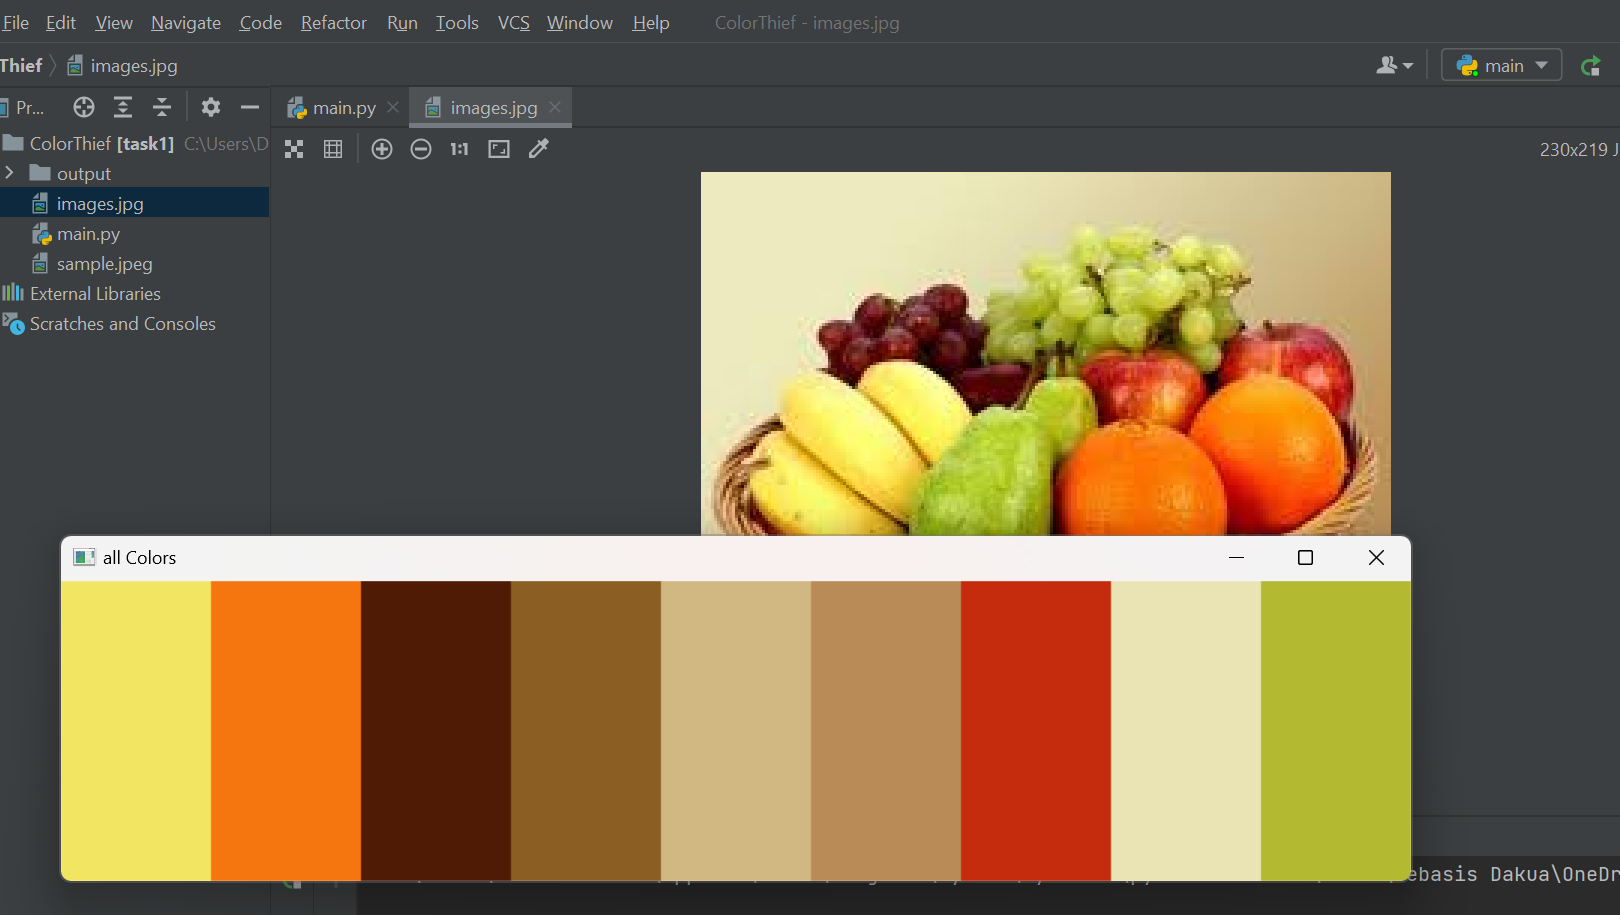 File Edit View Navigate Code Refactor Run Tools VCS Window Help ColorThief - images.jpg
Thief images.jpg main
Pr... main.py images.jpg
ColorThief [task1] C:\Users\D
1:1 230x219 J
output
images.jpg
main.py
sample.jpeg
External Libraries
Scratches and Consoles
all Colors
ebasis Dakua\OneDr